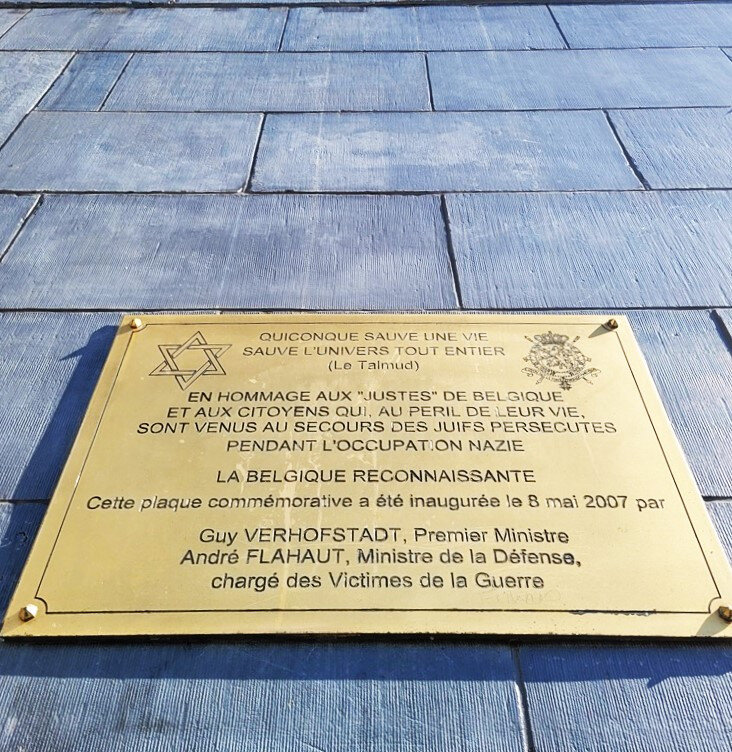 QUICONQUE SAUVE UNE VIE
SAUVE L'UNIVERS TOUT ENTIER
(Le Talmud)
EN HOMMAGE AUX "JUSTES" DE BELGIQUE
ET AUX CITOYENS QUI, AU PERIL DE LEUR VIE,
SONT VENUS AU SECOURS DES JUIFS PERSECUTES
PENDANT L'OCCUPATION NAZIE
LA BELGIQUE RECONNAISSANTE
Cette plaque commémorative a été inaugurée le 8 mai 2007 par
Guy VERHOFSTADT, Premier Ministre
André FLAHAUT, Ministre de la Défense,
chargé des Victimes de la Guerre